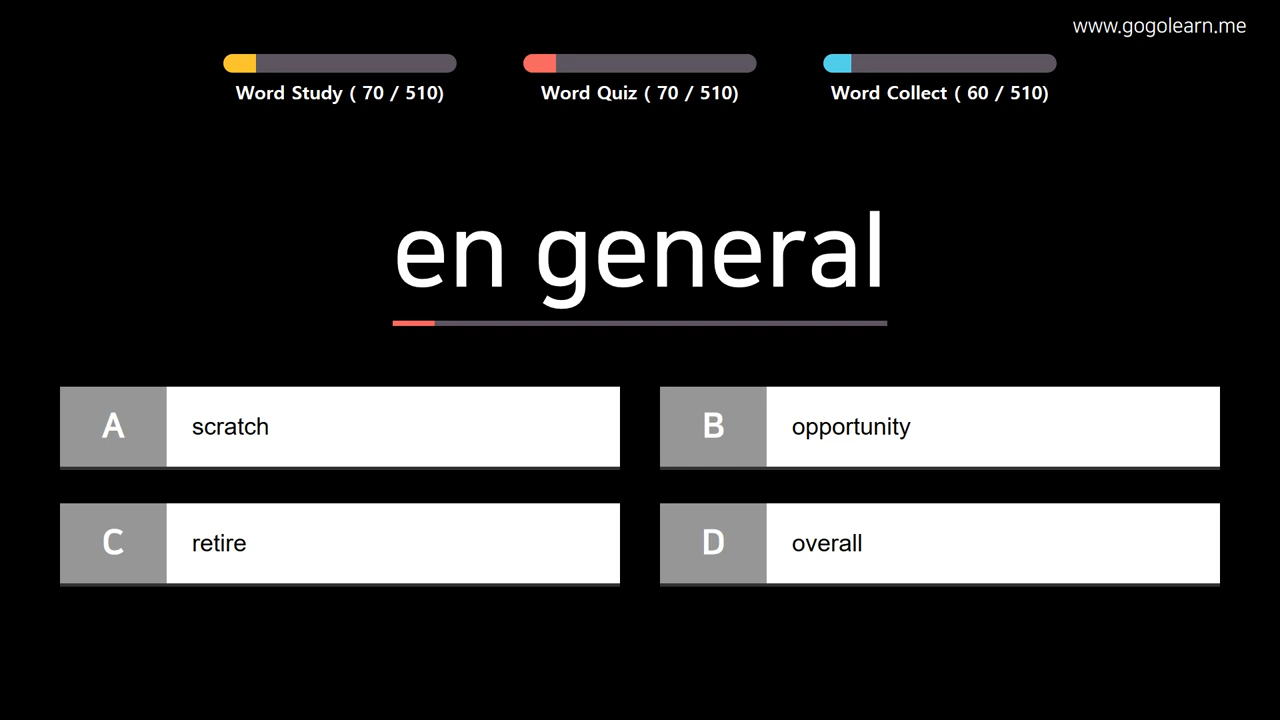 www.gogolearn.me
Word Study ( 70 / 510)
Word Quiz ( 70 / 510)
Word Collect ( 60 / 510)
en general
A scratch
B opportunity
C retire
D overall